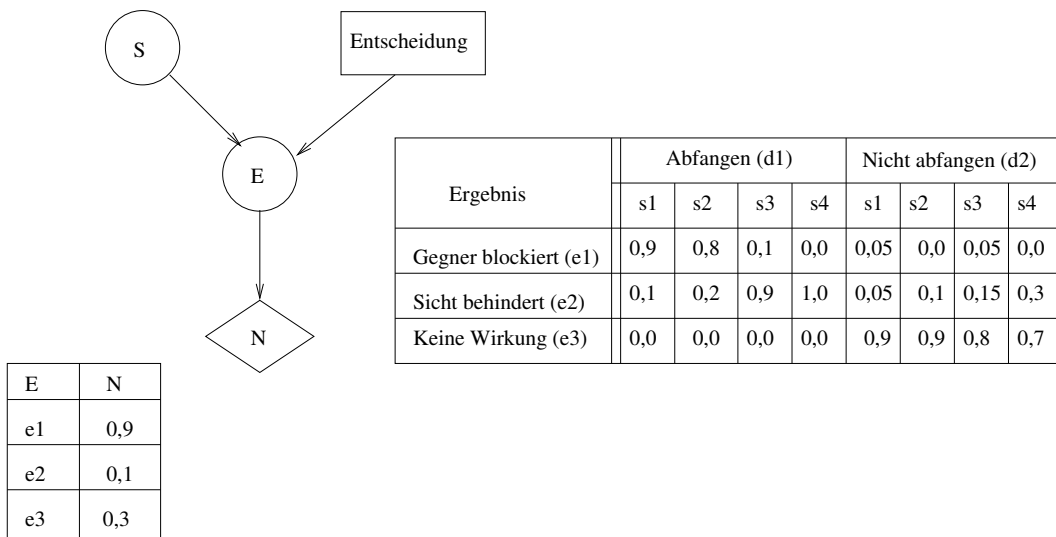 S
Entscheidung
E
N
Abfangen (d1) Nicht abfangen (d2)
Ergebnis
s1 s2 s3 s4 s1 s2 s3 s4
Gegner blockiert (e1) 0,9 0,8 0,1 0,0 0,05 0,0 0,05 0,0
Sicht behindert (e2) 0,1 0,2 0,9 1,0 0,05 0,1 0,15 0,3
Keine Wirkung (e3) 0,0 0,0 0,0 0,0 0,9 0,9 0,8 0,7
E N
e1 0,9
e2 0,1
e3 0,3